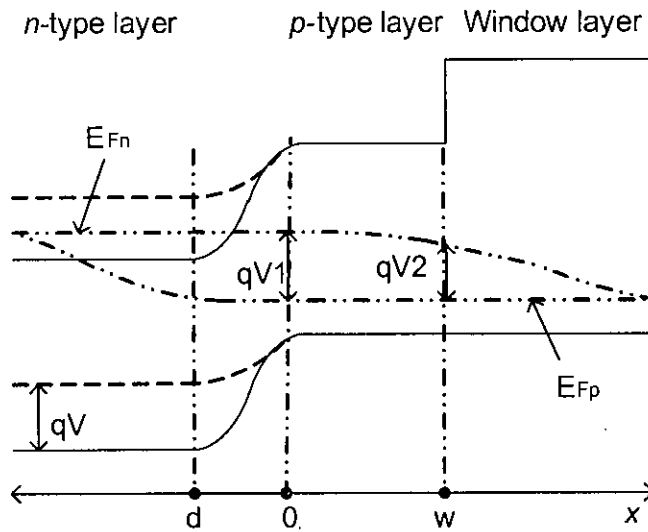 n-type layer p-type layer Window layer
EFn
qV1 qV2
EFp
qV
d 0 w x